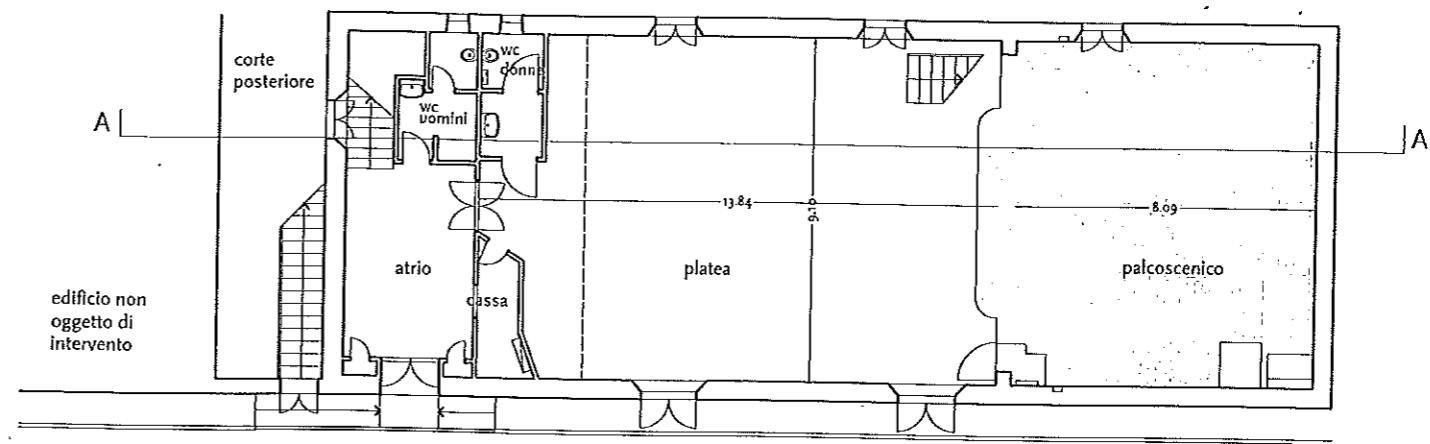 corte
posteriore
wc
donne
wc
uomini
A
A
13.84
9.10
8.09
atrio
platea
palcoscenico
cassa
edificio non
oggetto di
intervento